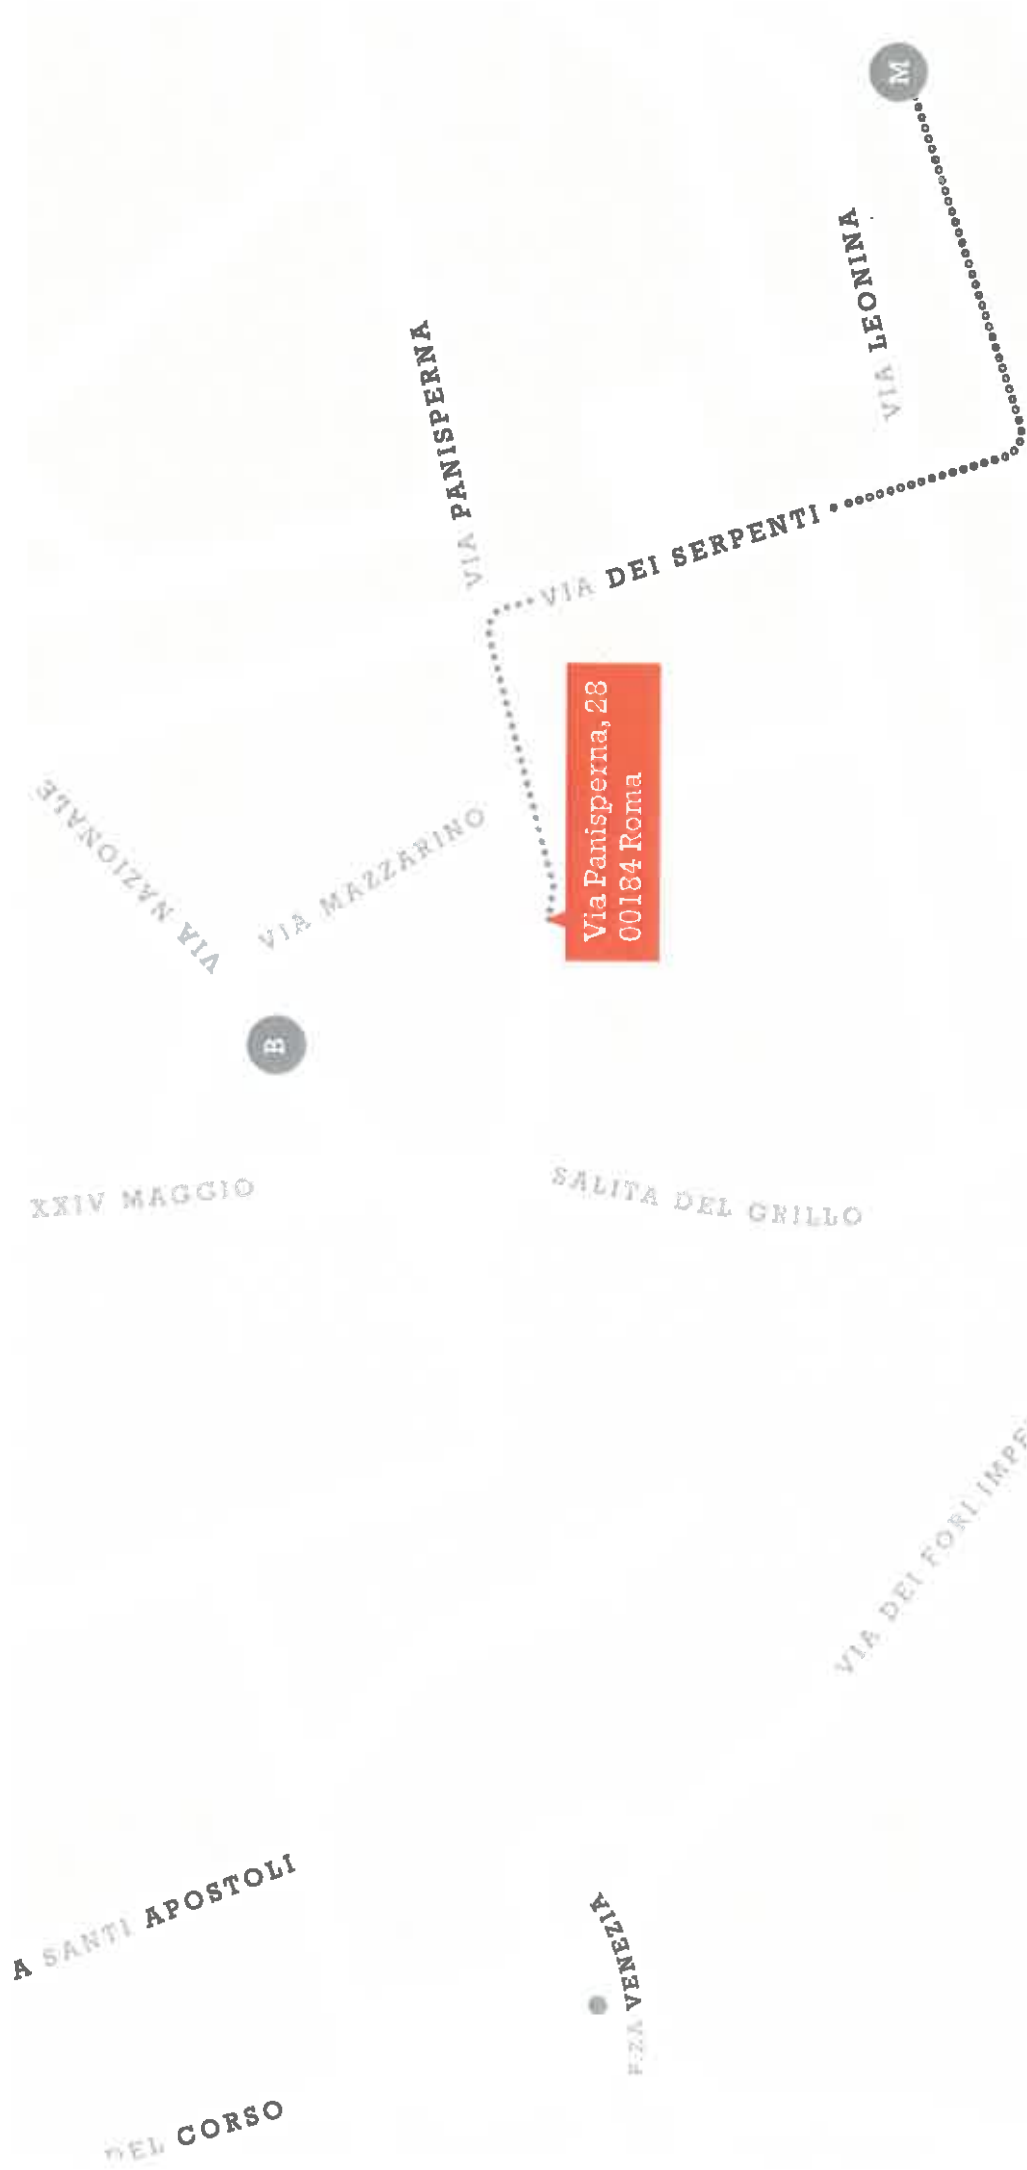 M
VIA LEONINA
VIA PANISPERNA
VIA DEI SERPENTI
Via Panisperna, 28
00184 Roma
VIA NAZIONALE
VIA MAZZARINO
B
XXIV MAGGIO
SALITA DEL GRILLO
VIA DEI FORI IMPE
A SANTI APOSTOLI
P.ZA VENEZIA
DEL CORSO